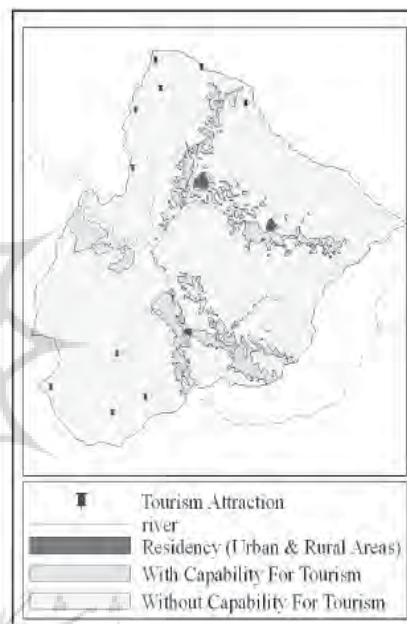 Tourism Attraction
river
Residency (Urban & Rural Areas)
With Capability For Tourism
Without Capability For Tourism